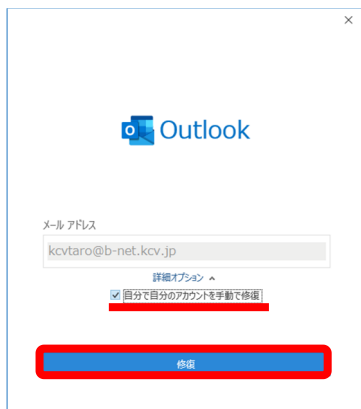 Outlook
メール アドレス
kcvtaro@b-net.kcv.jp
詳細オプション
自分で自分のアカウントを手動で修復
修復